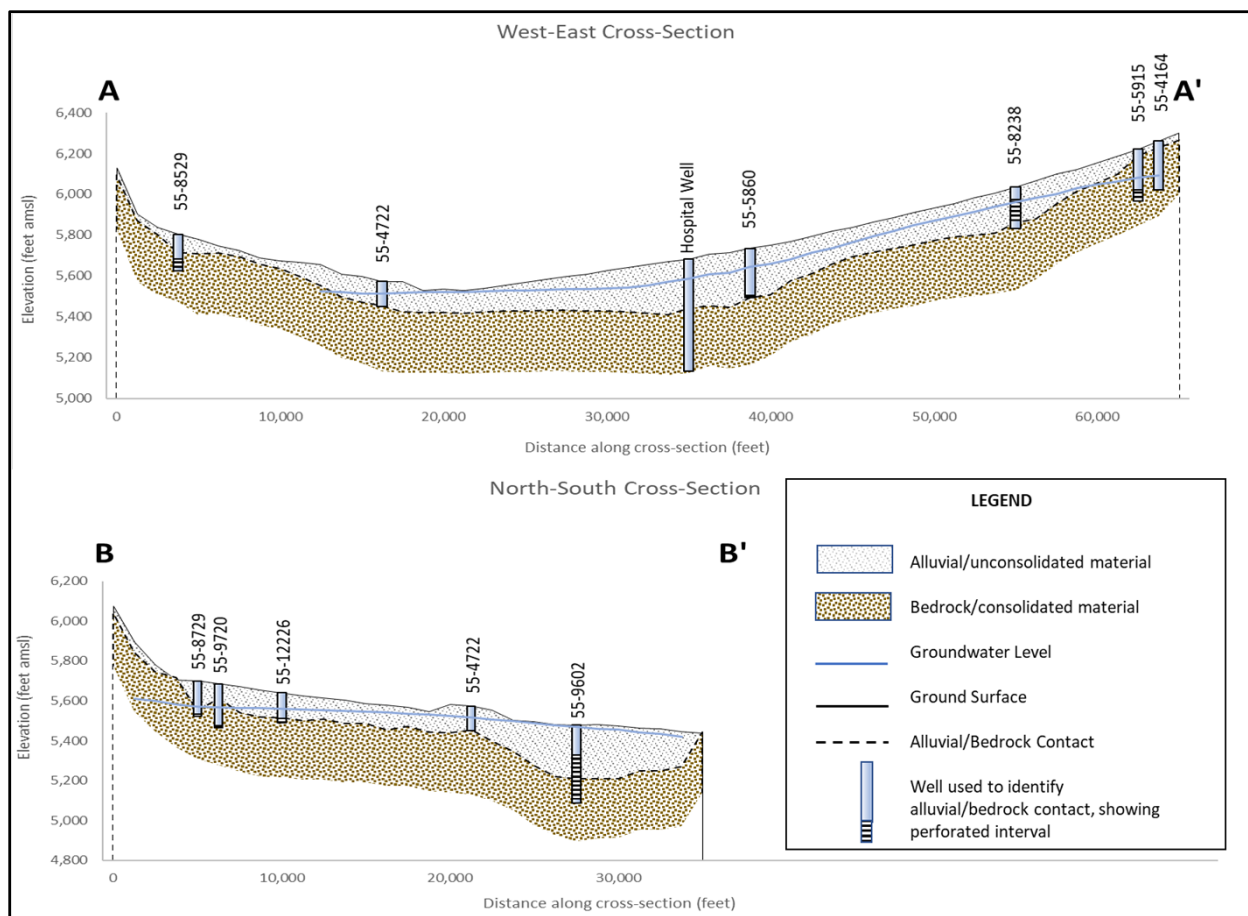 West-East Cross-Section
A
A'
55-8529
55-4722
Hospital Well
55-5860
55-8238
55-5915
55-4164
Elevation (feet amsl)
6,400
6,200
6,000
5,800
5,600
5,400
5,200
5,000
0
10,000
20,000
30,000
40,000
50,000
60,000
Distance along cross-section (feet)
North-South Cross-Section
B
B'
55-8729
55-9720
55-12226
55-4722
55-9602
Elevation (feet amsl)
6,200
6,000
5,800
5,600
5,400
5,200
5,000
4,800
0
10,000
20,000
30,000
Distance along cross-section (feet)
LEGEND
Alluvial/unconsolidated material
Bedrock/consolidated material
Groundwater Level
Ground Surface
Alluvial/Bedrock Contact
Well used to identify
alluvial/bedrock contact, showing
perforated interval